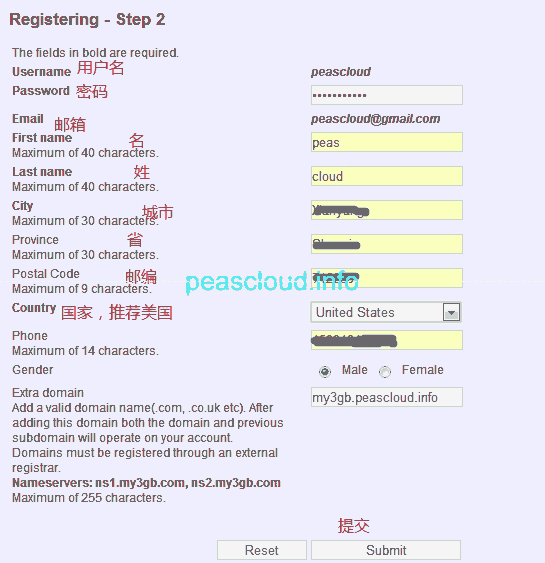 Registering - Step 2
The fields in bold are required.
Username 用户名 peascloud
Password 密码 •••••••••••
Email 邮箱 peascloud@gmail.com
First name 名 peas
Maximum of 40 characters.
Last name 姓 cloud
Maximum of 40 characters.
City 城市
Maximum of 30 characters.
Province 省
Maximum of 30 characters.
Postal Code 邮编
Maximum of 9 characters.
peascloud.info
Country 国家，推荐美国 United States
Phone
Maximum of 14 characters.
Gender Male Female
Extra domain my3gb.peascloud.info
Add a valid domain name(.com, .co.uk etc). After
adding this domain both the domain and previous
subdomain will operate on your account.
Domains must be registered through an external
registrar.
Nameservers: ns1.my3gb.com, ns2.my3gb.com
Maximum of 255 characters.
提交
Reset Submit